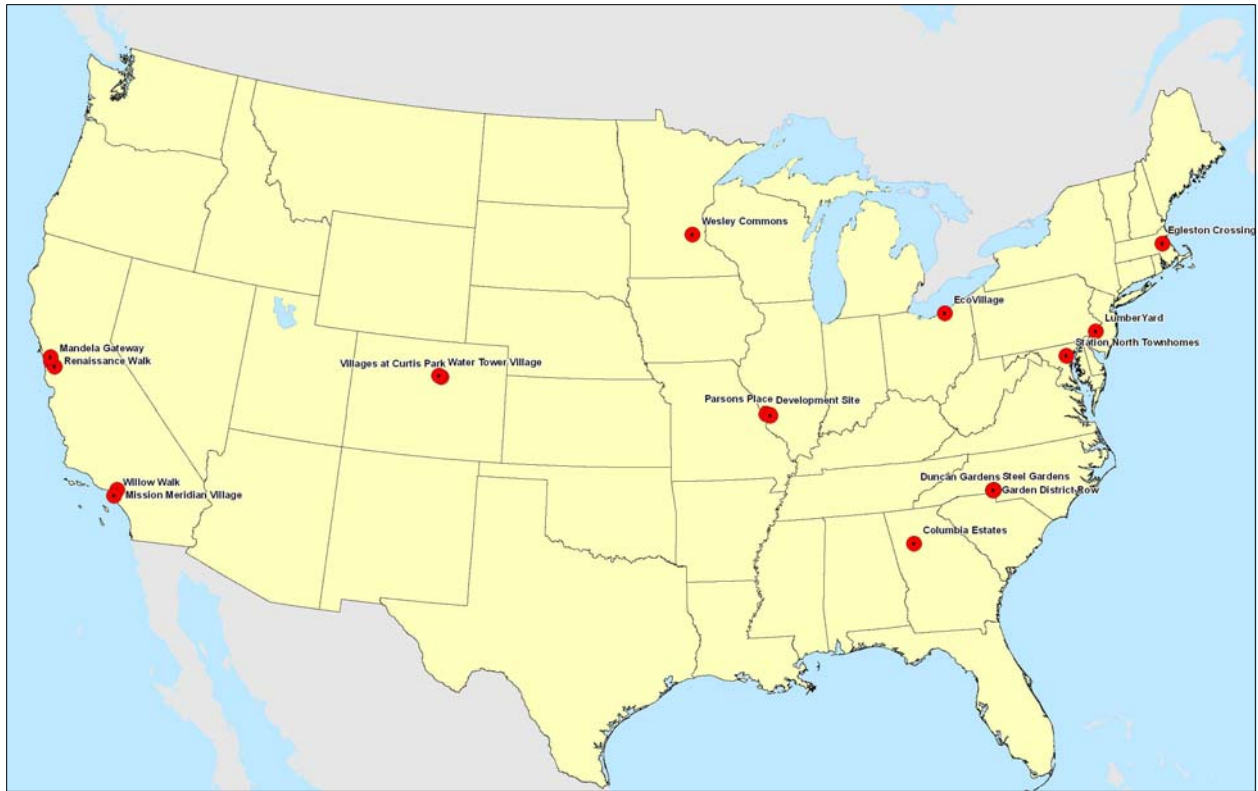 Wesley Commons
Egleston Crossing
EcoVillage
LumberYard
Mandela Gateway
Renaissance Walk
Station North Townhomes
Villages at Curtis Park Water Tower Village
Parsons Place Development Site
Willow Walk
Mission Meridian Village
Duncan Gardens Steel Gardens
Garden District Row
Columbia Estates